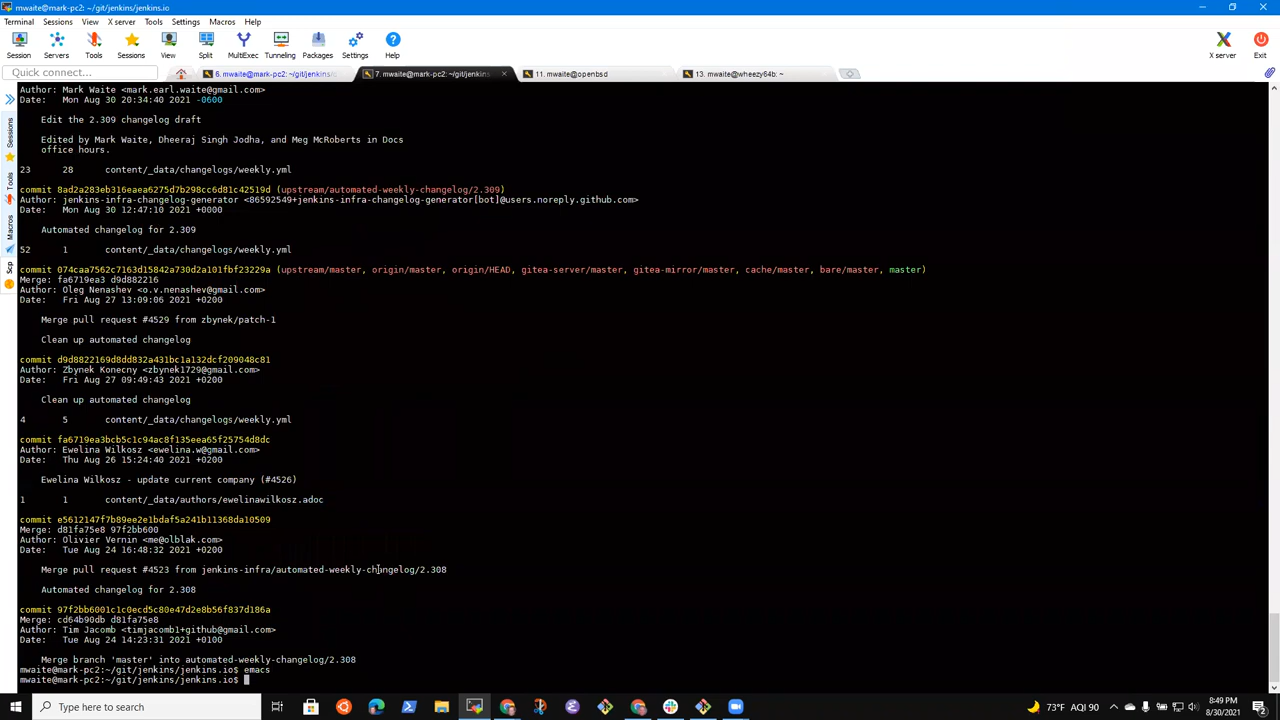 mwaite@mark-pc2: ~/git/jenkins/jenkins.io
Terminal Sessions View X server Tools Settings Macros Help
Session Servers Tools Sessions View Split MultiExec Tunneling Packages Settings Help X server Exit
Quick connect...
6. mwaite@mark-pc2: ~/git/jenkins/
7. mwaite@mark-pc2: ~/git/jenkins
11. mwaite@openbsd
13. mwaite@wheezy64b: ~
Sessions
Tools
Macros
Scp
Author: Mark Waite <mark.earl.waite@gmail.com>
Date: Mon Aug 30 20:34:40 2021 -0600
Edit the 2.309 changelog draft
Edited by Mark Waite, Dheeraj Singh Jodha, and Meg McRoberts in Docs
office hours.
23 28 content/_data/changelogs/weekly.yml
commit 8ad2a283eb316eaea6275d7b298cc6d81c42519d (upstream/automated-weekly-changelog/2.309)
Author: jenkins-infra-changelog-generator <86592549+jenkins-infra-changelog-generator[bot]@users.noreply.github.com>
Date: Mon Aug 30 12:47:10 2021 +0000
Automated changelog for 2.309
52 1 content/_data/changelogs/weekly.yml
commit 074caa7562c7163d15842a730d2a101fbf23229a (upstream/master, origin/master, origin/HEAD, gitea-server/master, gitea-mirror/master, cache/master, bare/master, master)
Merge: fa6719ea3 d9d882216
Author: Oleg Nenashev <o.v.nenashev@gmail.com>
Date: Fri Aug 27 13:09:06 2021 +0200
Merge pull request #4529 from zbynek/patch-1
Clean up automated changelog
commit d9d8822169d8dd832a431bc1a132dcf209048c81
Author: Zbynek Konecny <zbynek1729@gmail.com>
Date: Fri Aug 27 09:49:43 2021 +0200
Clean up automated changelog
4 5 content/_data/changelogs/weekly.yml
commit fa6719ea3bcb5c1c94ac8f135eea65f25754d8dc
Author: Ewelina Wilkosz <ewelina.w@gmail.com>
Date: Thu Aug 26 15:24:40 2021 +0200
Ewelina Wilkosz - update current company (#4526)
1 1 content/_data/authors/ewelinawilkosz.adoc
commit e5612147f7b89ee2e1bdaf5a241b11368da10509
Merge: d81fa75e8 97f2bb600
Author: Olivier Vernin <me@olblak.com>
Date: Tue Aug 24 16:48:32 2021 +0200
Merge pull request #4523 from jenkins-infra/automated-weekly-changelog/2.308
Automated changelog for 2.308
commit 97f2bb6001c1c0ecd5c80e47d2e8b56f837d186a
Merge: cd64b90db d81fa75e8
Author: Tim Jacomb <timjacomb1+github@gmail.com>
Date: Tue Aug 24 14:23:31 2021 +0100
Merge branch 'master' into automated-weekly-changelog/2.308
mwaite@mark-pc2:~/git/jenkins/jenkins.io$ emacs
mwaite@mark-pc2:~/git/jenkins/jenkins.io$
Type here to search
73°F AQI 90
8:49 PM
8/30/2021
2